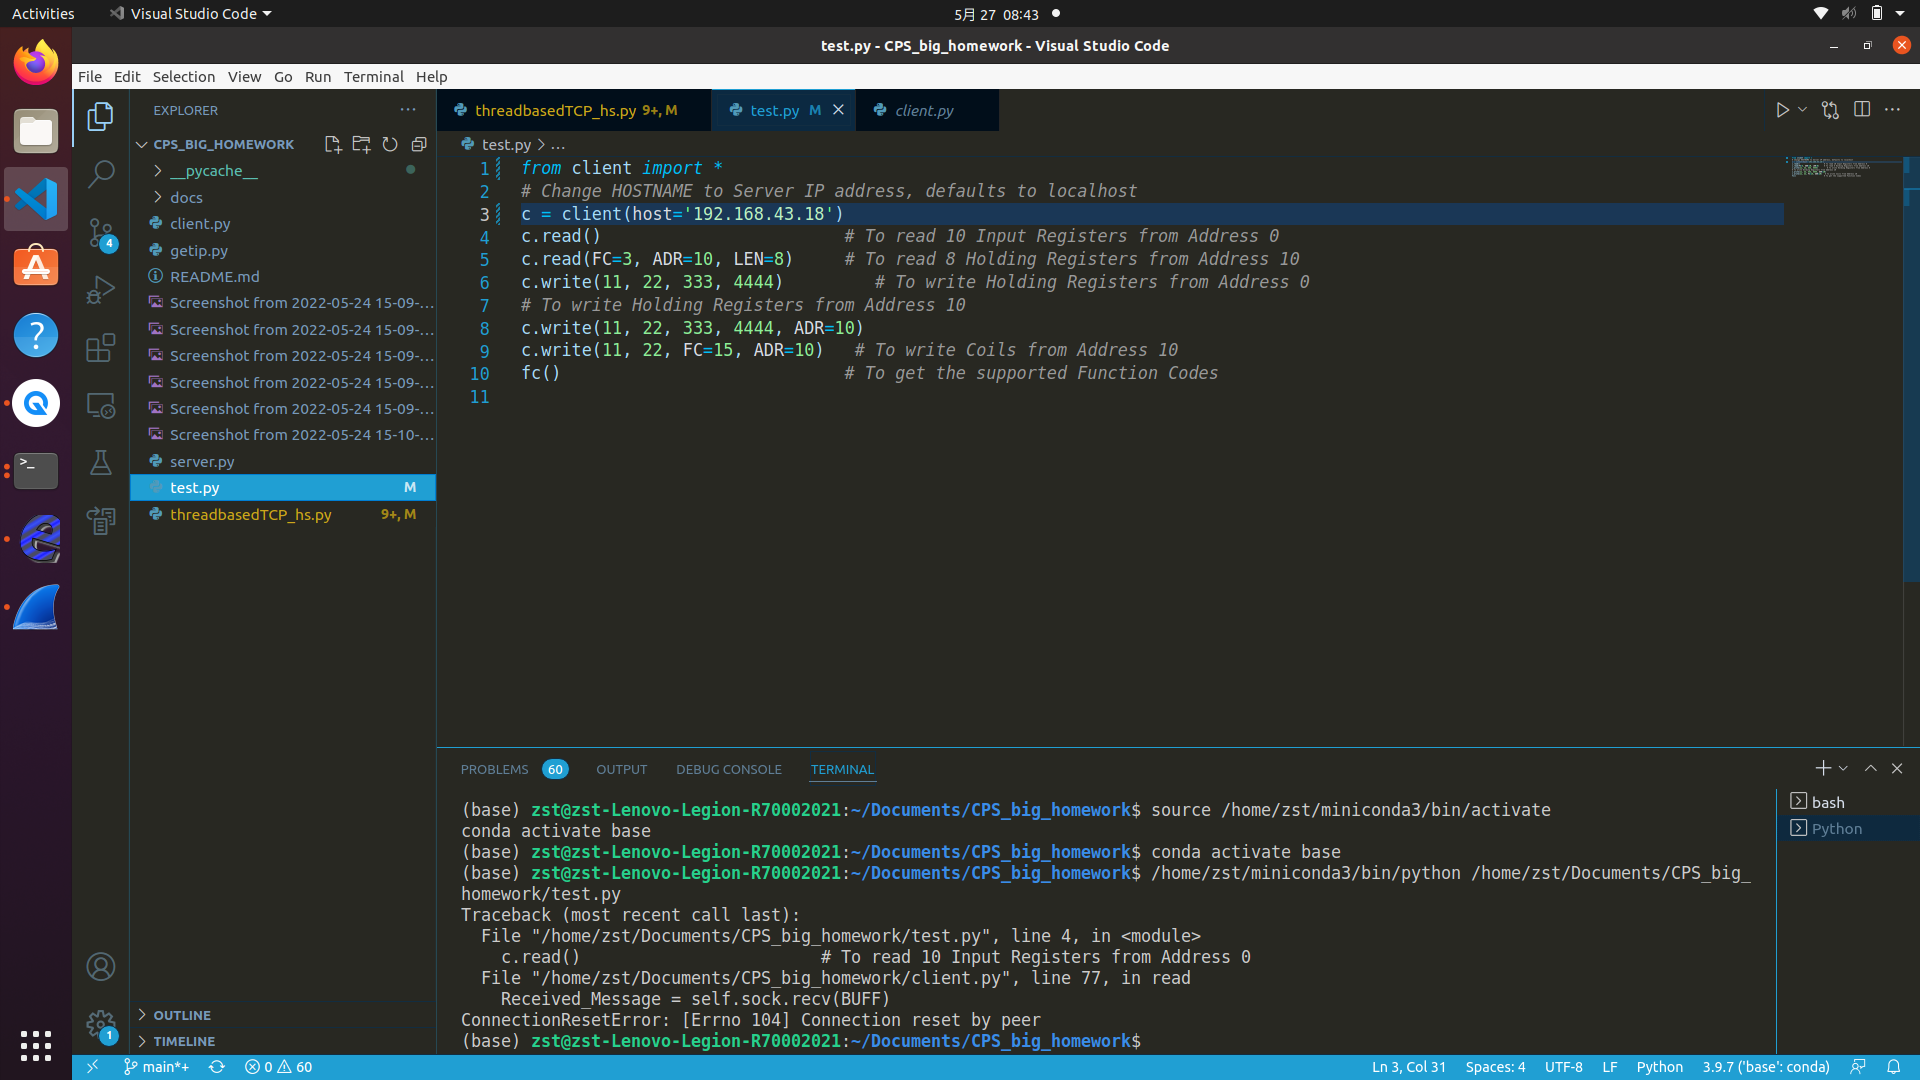 Activities
Visual Studio Code
5月 27 08:43
test.py - CPS_big_homework - Visual Studio Code
File Edit Selection View Go Run Terminal Help
EXPLORER
threadbasedTCP_hs.py 9+, M
test.py M
client.py
CPS_BIG_HOMEWORK
test.py > ...
__pycache__
docs
client.py
getip.py
README.md
Screenshot from 2022-05-24 15-09-...
Screenshot from 2022-05-24 15-09-...
Screenshot from 2022-05-24 15-09-...
Screenshot from 2022-05-24 15-09-...
Screenshot from 2022-05-24 15-09-...
Screenshot from 2022-05-24 15-10-...
server.py
test.py M
threadbasedTCP_hs.py 9+, M
4
1
OUTLINE
TIMELINE
1 from client import *
2 # Change HOSTNAME to Server IP address, defaults to localhost
3 c = client(host='192.168.43.18')
4 c.read() # To read 10 Input Registers from Address 0
5 c.read(FC=3, ADR=10, LEN=8) # To read 8 Holding Registers from Address 10
6 c.write(11, 22, 333, 4444) # To write Holding Registers from Address 0
7 # To write Holding Registers from Address 10
8 c.write(11, 22, 333, 4444, ADR=10)
9 c.write(11, 22, FC=15, ADR=10) # To write Coils from Address 10
10 fc() # To get the supported Function Codes
11
PROBLEMS 60 OUTPUT DEBUG CONSOLE TERMINAL
(base) zst@zst-Lenovo-Legion-R70002021:~/Documents/CPS_big_homework$ source /home/zst/miniconda3/bin/activate
conda activate base
(base) zst@zst-Lenovo-Legion-R70002021:~/Documents/CPS_big_homework$ conda activate base
(base) zst@zst-Lenovo-Legion-R70002021:~/Documents/CPS_big_homework$ /home/zst/miniconda3/bin/python /home/zst/Documents/CPS_big_
homework/test.py
Traceback (most recent call last):
File "/home/zst/Documents/CPS_big_homework/test.py", line 4, in <module>
c.read() # To read 10 Input Registers from Address 0
File "/home/zst/Documents/CPS_big_homework/client.py", line 77, in read
Received_Message = self.sock.recv(BUFF)
ConnectionResetError: [Errno 104] Connection reset by peer
(base) zst@zst-Lenovo-Legion-R70002021:~/Documents/CPS_big_homework$
bash
Python
main*+ 0 60
Ln 3, Col 31 Spaces: 4 UTF-8 LF Python 3.9.7 ('base': conda)